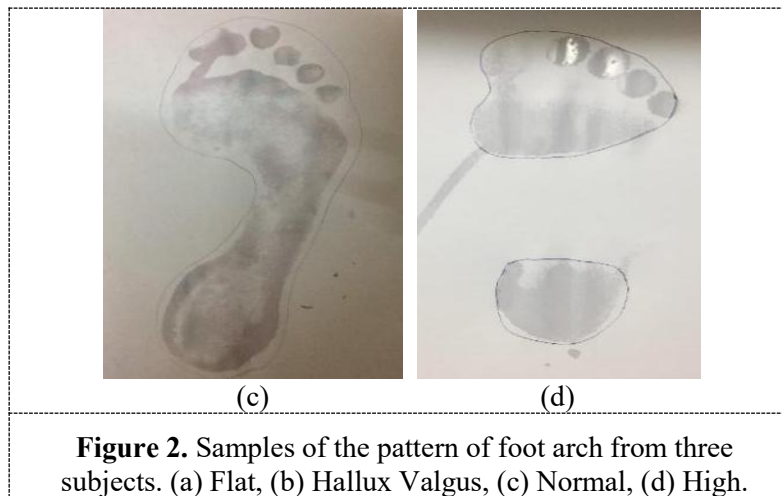 (c) (d)
Figure 2. Samples of the pattern of foot arch from three
subjects. (a) Flat, (b) Hallux Valgus, (c) Normal, (d) High.